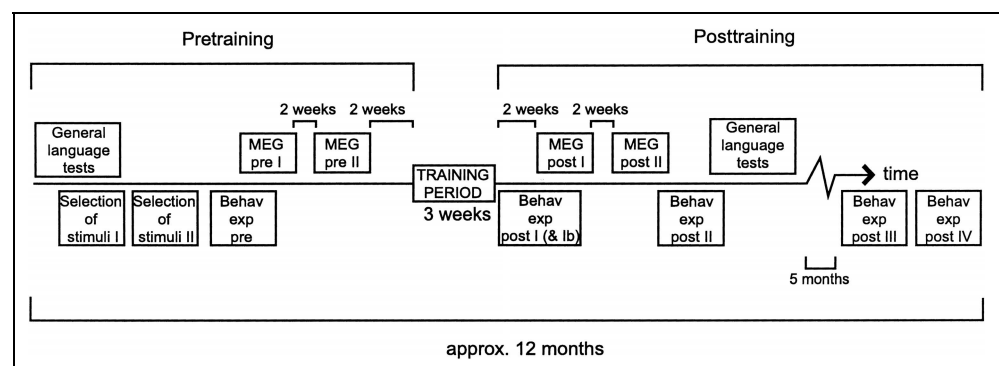 Pretraining
Posttraining
2 weeks 2 weeks
2 weeks 2 weeks
General
language
tests
MEG
pre I
MEG
pre II
TRAINING
PERIOD
3 weeks
MEG
post I
MEG
post II
General
language
tests
time
Selection
of
stimuli I
Selection
of
stimuli II
Behav
exp
pre
Behav
exp
post I (& Ib)
Behav
exp
post II
Behav
exp
post III
Behav
exp
post IV
5 months
approx. 12 months